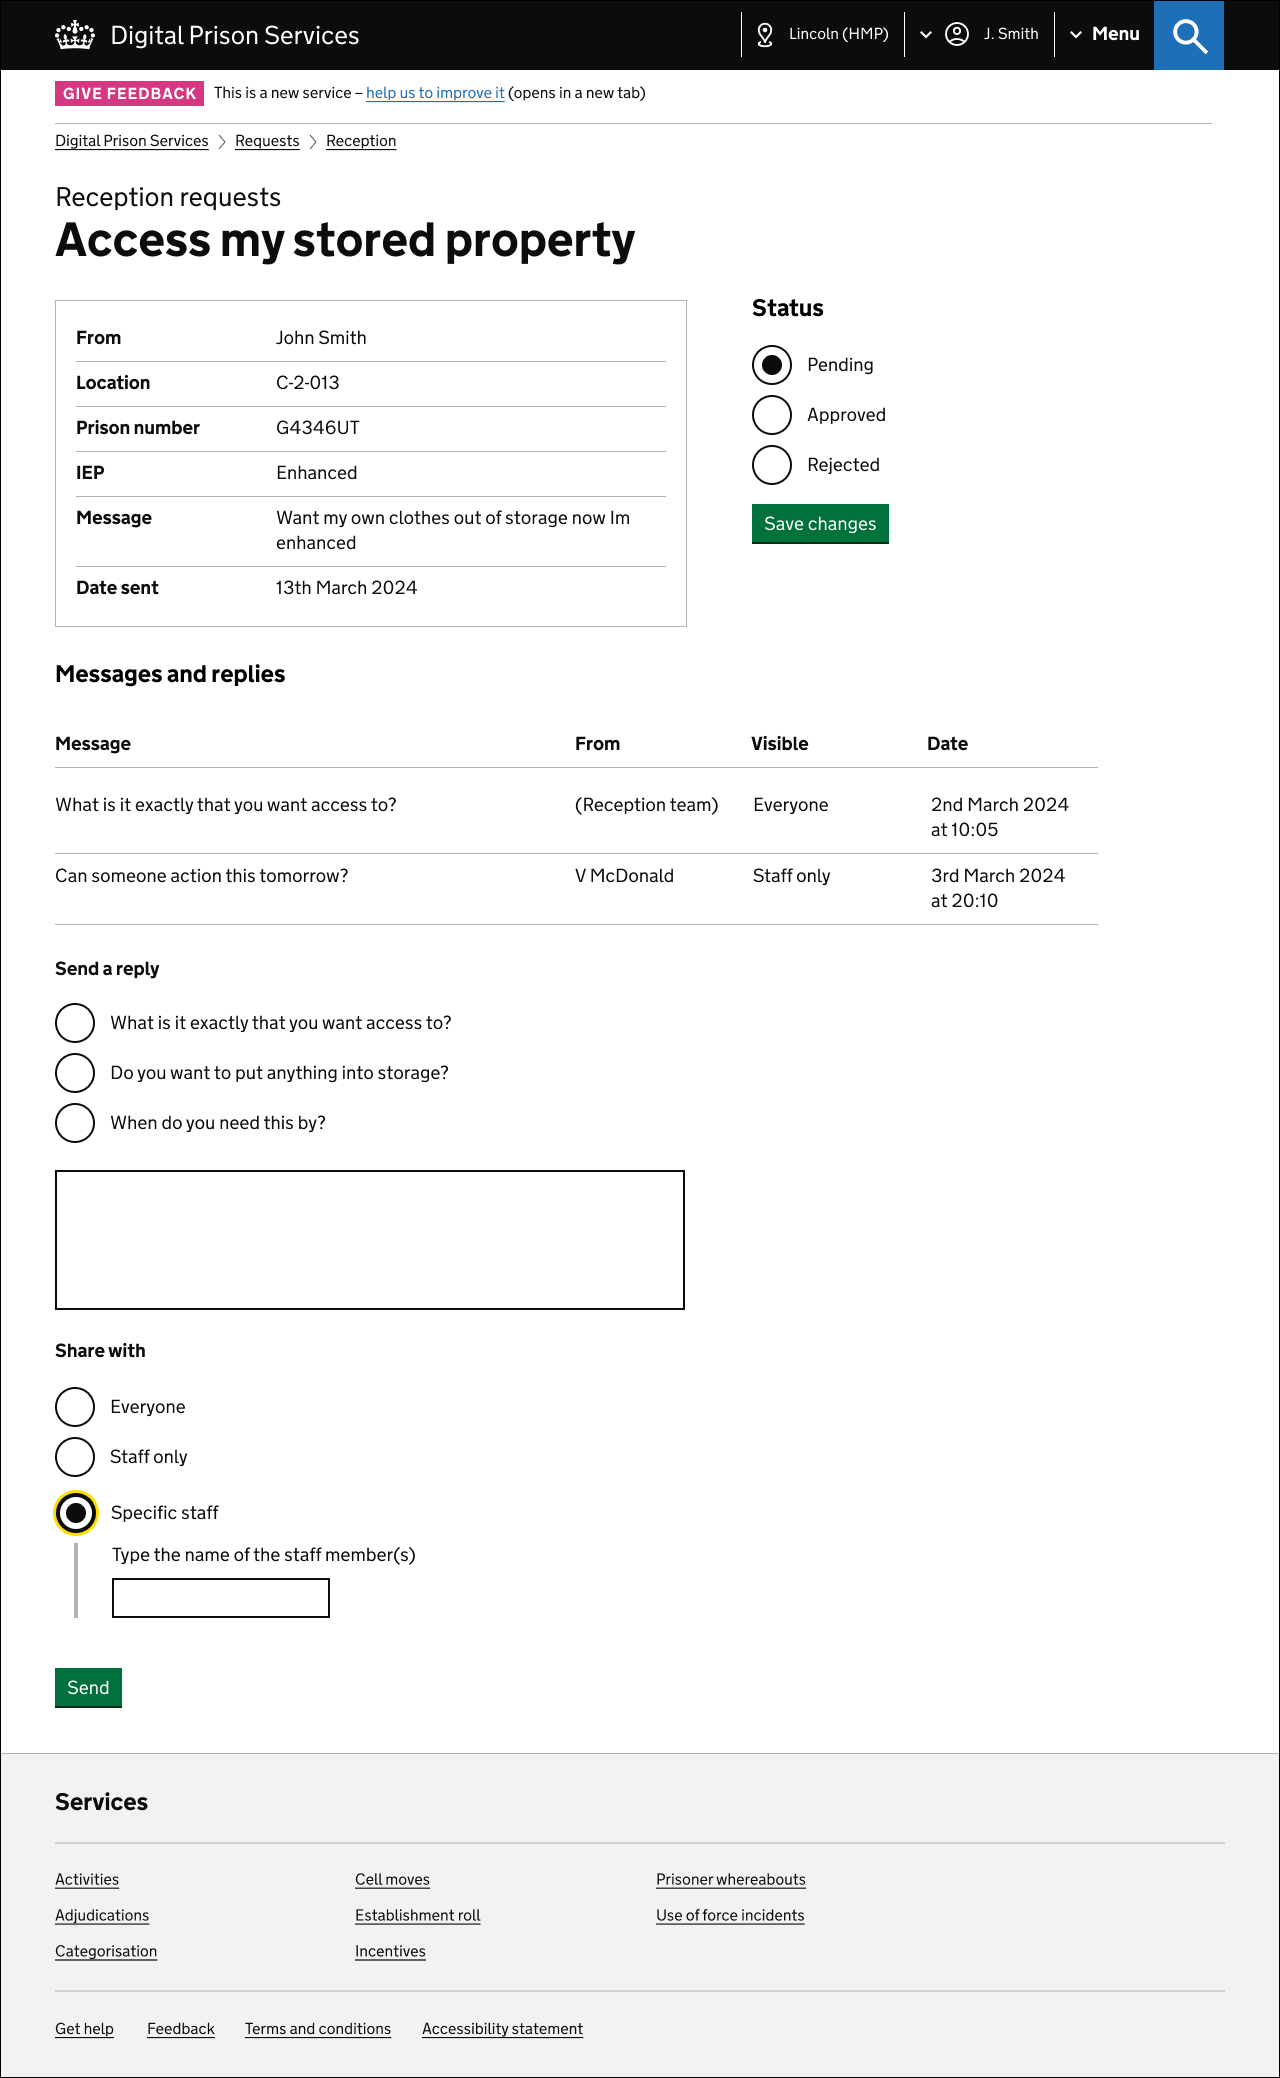 Digital Prison Services
Lincoln (HMP)
J. Smith
Menu
GIVE FEEDBACK This is a new service – help us to improve it (opens in a new tab)
Digital Prison Services > Requests > Reception
Reception requests
Access my stored property
From John Smith
Location C-2-013
Prison number G4346UT
IEP Enhanced
Message Want my own clothes out of storage now Im
enhanced
Date sent 13th March 2024
Status
Pending
Approved
Rejected
Save changes
Messages and replies
Message From Visible Date
What is it exactly that you want access to? (Reception team) Everyone 2nd March 2024
at 10:05
Can someone action this tomorrow? V McDonald Staff only 3rd March 2024
at 20:10
Send a reply
What is it exactly that you want access to?
Do you want to put anything into storage?
When do you need this by?
Share with
Everyone
Staff only
Specific staff
Type the name of the staff member(s)
Send
Services
Activities Cell moves Prisoner whereabouts
Adjudications Establishment roll Use of force incidents
Categorisation Incentives
Get help Feedback Terms and conditions Accessibility statement